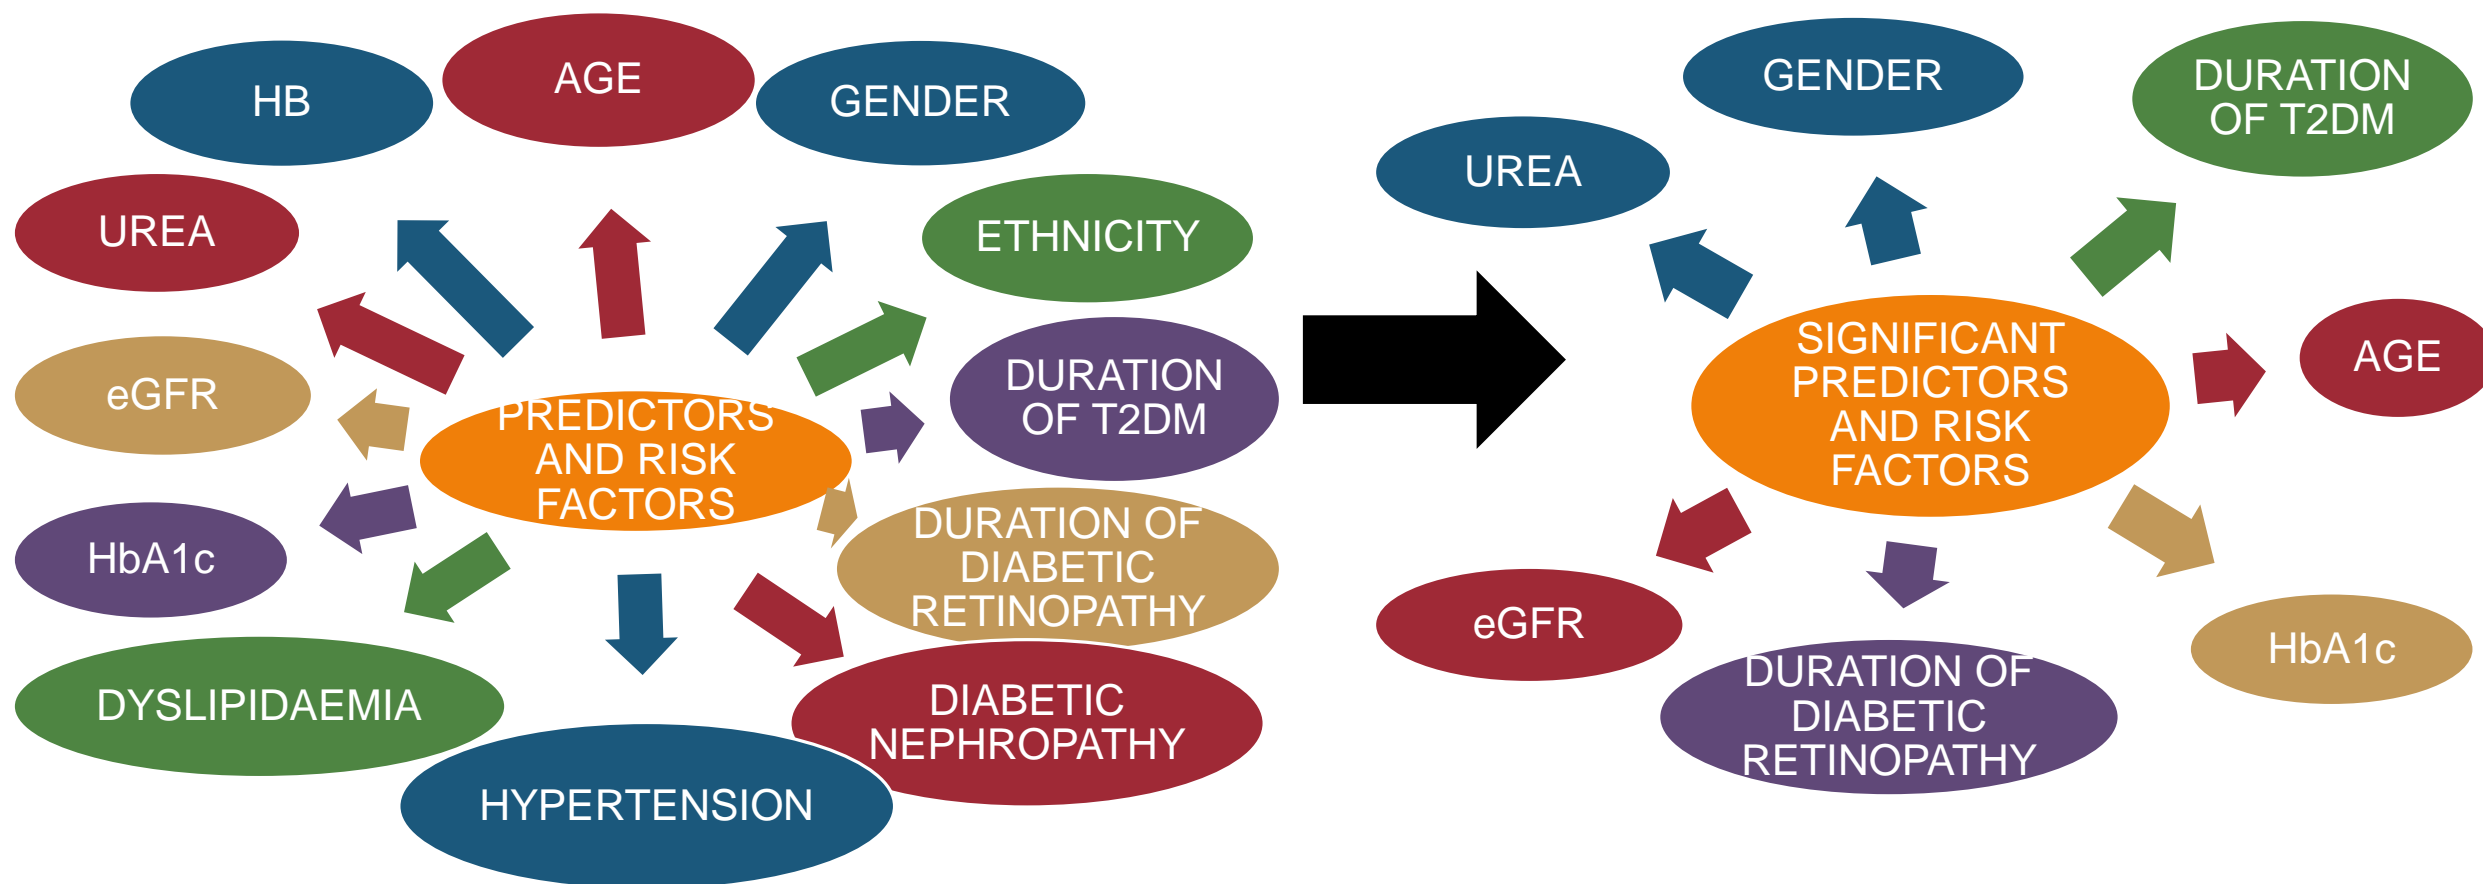 HB
AGE
GENDER
UREA
ETHNICITY
eGFR
DURATION
OF T2DM
PREDICTORS
AND RISK
FACTORS
HbA1c
DURATION OF
DIABETIC
RETINOPATHY
DYSLIPIDAEMIA
DIABETIC
NEPHROPATHY
HYPERTENSION
GENDER
DURATION
OF T2DM
UREA
SIGNIFICANT
PREDICTORS
AND RISK
FACTORS
AGE
eGFR
HbA1c
DURATION OF
DIABETIC
RETINOPATHY